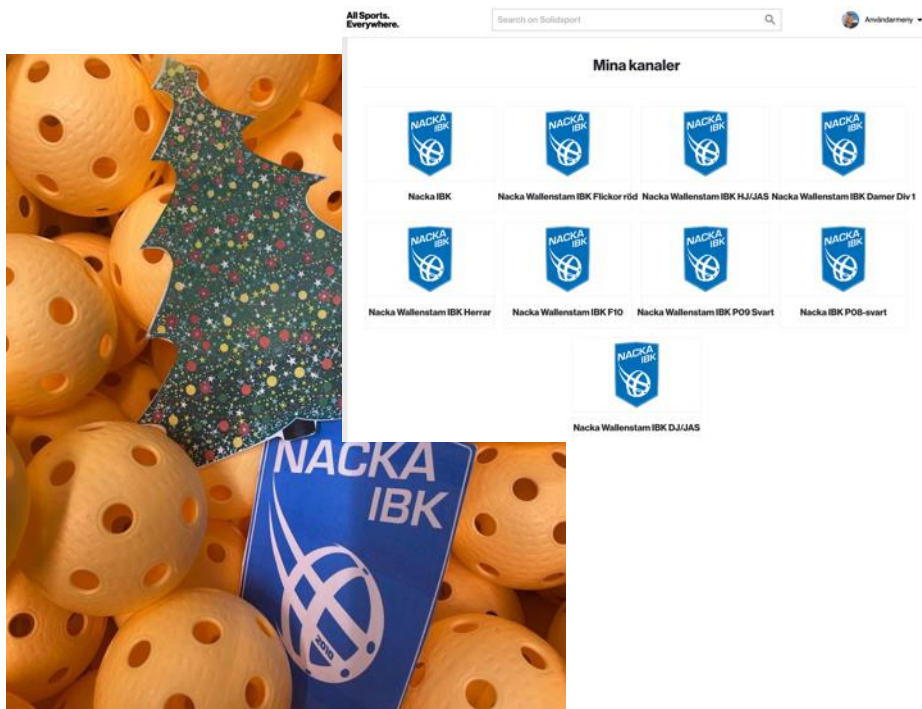 All Sports.
Everywhere.
Search on Solidsport
Användarmeny
Mina kanaler
NACKA
IBK
NACKA
IBK
NACKA
IBK
NACKA
IBK
Nacka IBK
Nacka Wallenstam IBK Flickor röd
Nacka Wallenstam IBK HJ/JAS
Nacka Wallenstam IBK Damer Div 1
NACKA
IBK
NACKA
IBK
NACKA
IBK
NACKA
IBK
Nacka Wallenstam IBK Herrar
Nacka Wallenstam IBK F10
Nacka Wallenstam IBK P09 Svart
Nacka IBK P08-svart
NACKA
IBK
Nacka Wallenstam IBK DJ/JAS
NACKA
IBK
2010